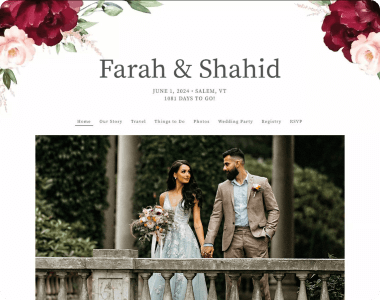 Farah & Shahid
JUNE 1, 2024 • SALEM, VT
1081 DAYS TO GO!
Home Our Story Travel Things to Do Photos Wedding Party Registry RSVP